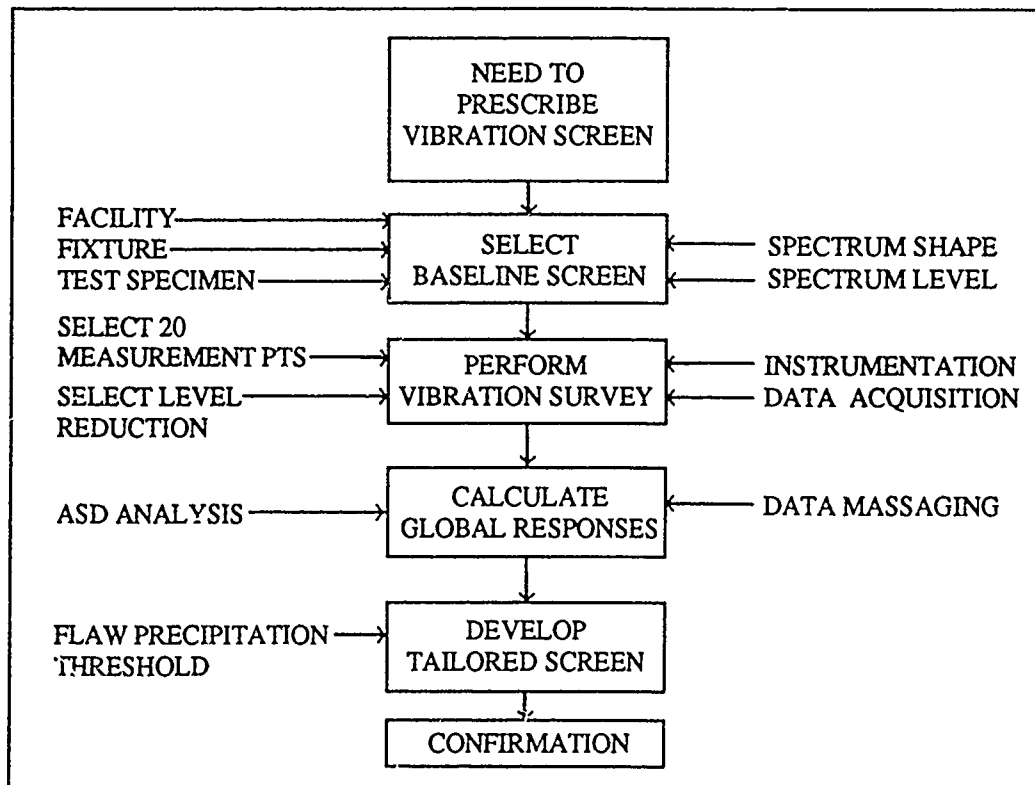 NEED TO
PRESCRIBE
VIBRATION SCREEN
FACILITY
FIXTURE
TEST SPECIMEN
SELECT
BASELINE SCREEN
SPECTRUM SHAPE
SPECTRUM LEVEL
SELECT 20
MEASUREMENT PTS
SELECT LEVEL
REDUCTION
PERFORM
VIBRATION SURVEY
INSTRUMENTATION
DATA ACQUISITION
ASD ANALYSIS
CALCULATE
GLOBAL RESPONSES
DATA MASSAGING
FLAW PRECIPITATION
THRESHOLD
DEVELOP
TAILORED SCREEN
CONFIRMATION